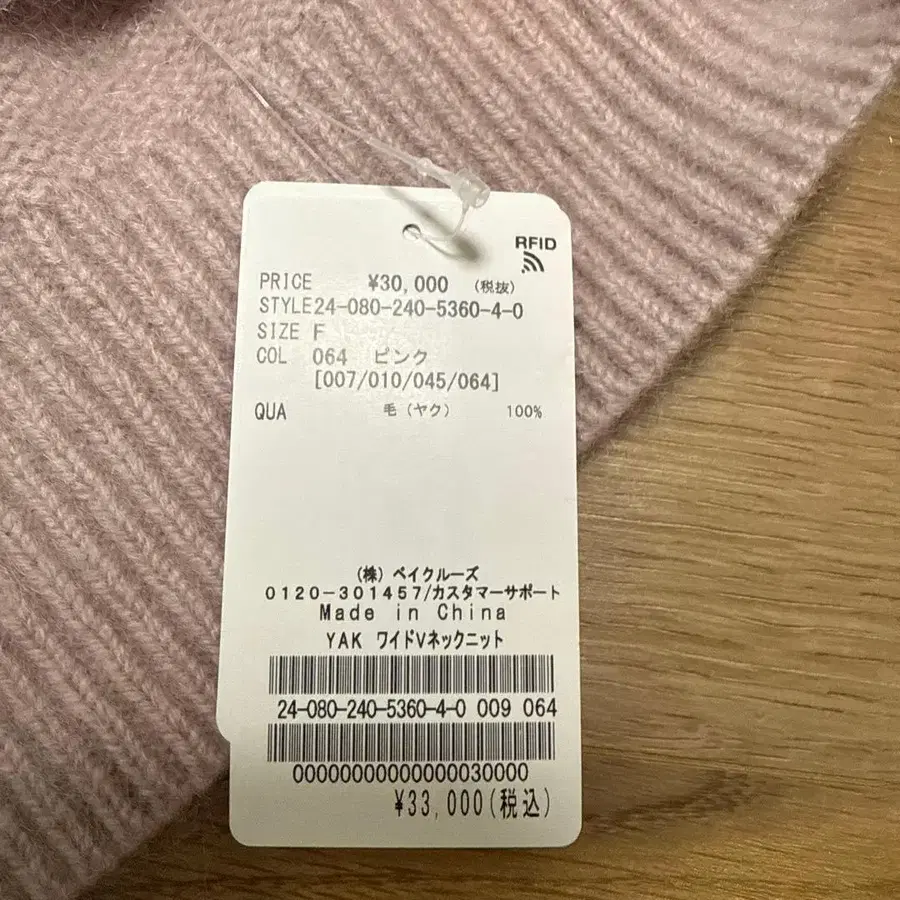 RFID
PRICE ¥30,000 (税抜)
STYLE24-080-240-5360-4-0
SIZE F
COL 064 ピンク
[007/010/045/064]
QUA 毛(ヤク) 100%
(株) ベイクルーズ
0120-301457/カスタマーサポート
Made in China
YAK ワイドVネックニット
24-080-240-5360-4-0 009 064
00000000000000030000
¥33,000(税込)